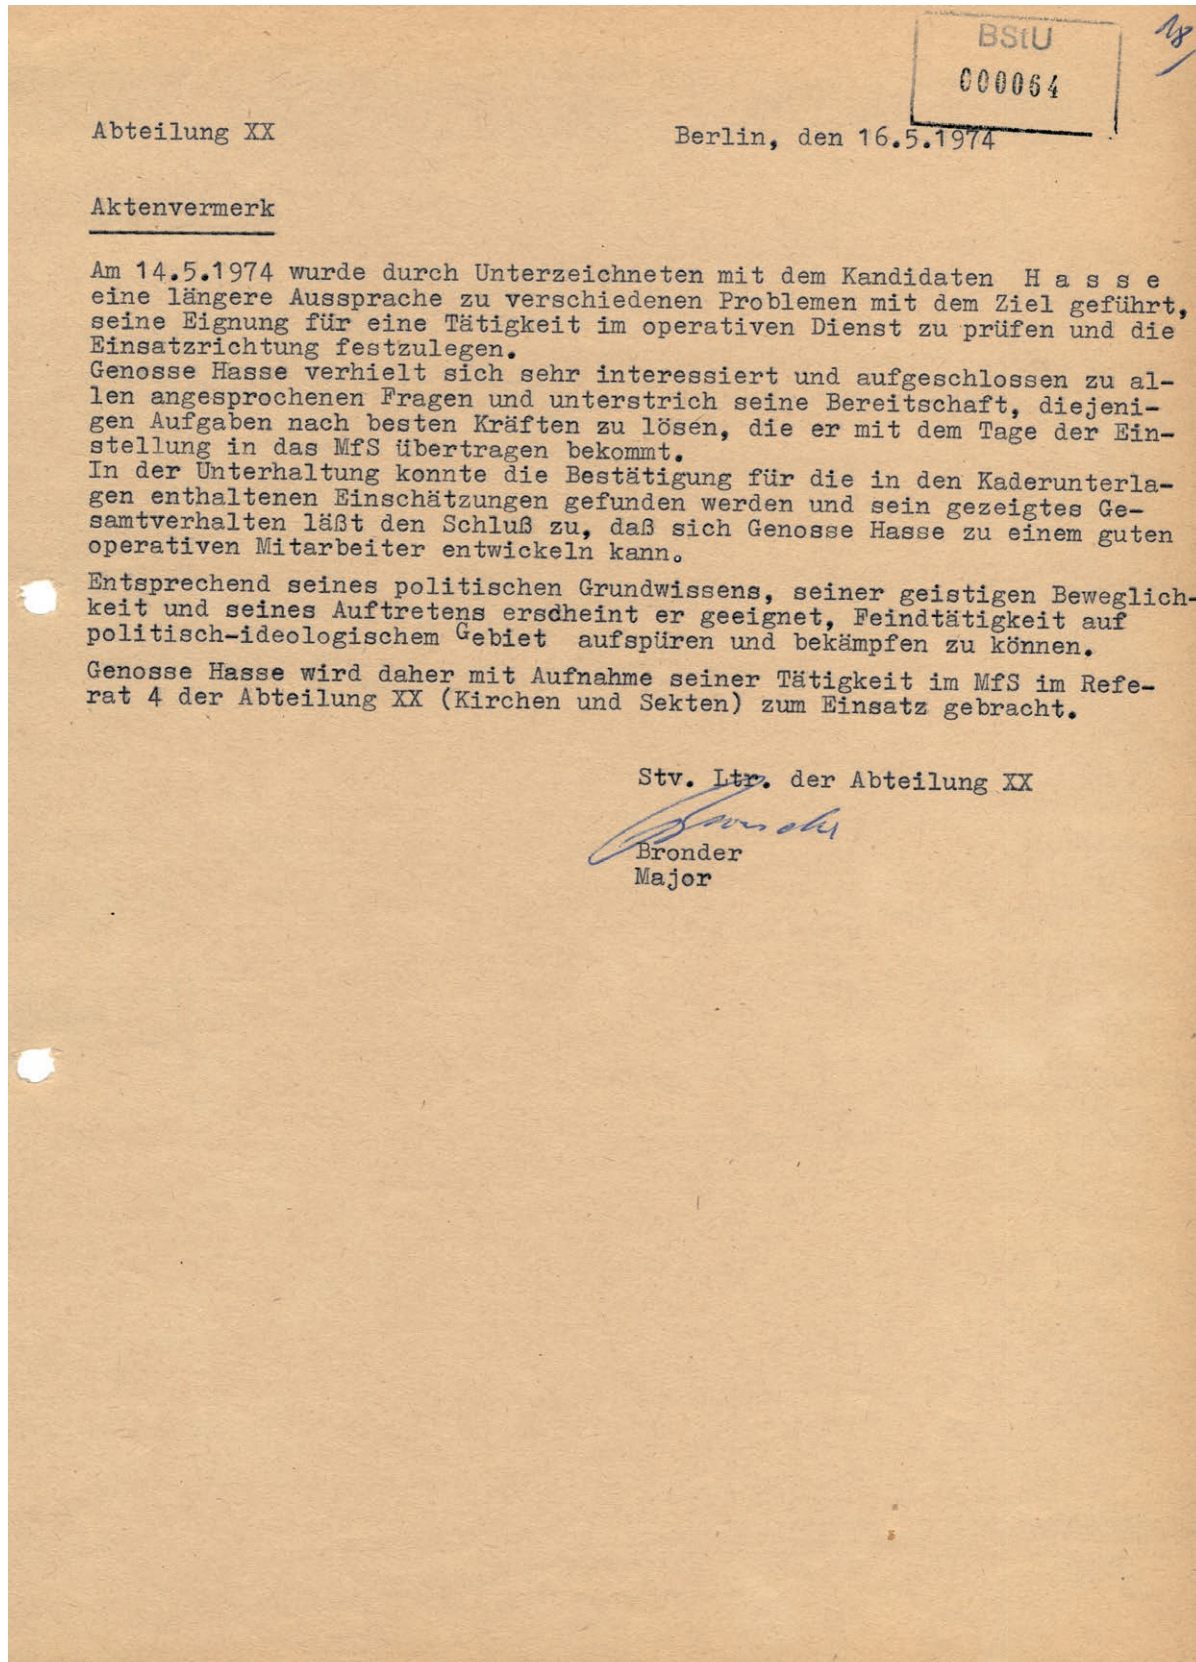 BStU
000064
18
Abteilung XX
Berlin, den 16.5.1974
Aktenvermerk
Am 14.5.1974 wurde durch Unterzeichneten mit dem Kandidaten H a s s e
eine längere Aussprache zu verschiedenen Problemen mit dem Ziel geführt,
seine Eignung für eine Tätigkeit im operativen Dienst zu prüfen und die
Einsatzrichtung festzulegen.
Genosse Hasse verhielt sich sehr interessiert und aufgeschlossen zu al-
len angesprochenen Fragen und unterstrich seine Bereitschaft, diejeni-
gen Aufgaben nach besten Kräften zu lösen, die er mit dem Tage der Ein-
stellung in das MfS übertragen bekommt.
In der Unterhaltung konnte die Bestätigung für die in den Kaderunterla-
gen enthaltenen Einschätzungen gefunden werden und sein gezeigtes Ge-
samtverhalten läßt den Schluß zu, daß sich Genosse Hasse zu einem guten
operativen Mitarbeiter entwickeln kann.
Entsprechend seines politischen Grundwissens, seiner geistigen Beweglich-
keit und seines Auftretens ersdheint er geeignet, Feindtätigkeit auf
politisch-ideologischem Gebiet aufspüren und bekämpfen zu können.
Genosse Hasse wird daher mit Aufnahme seiner Tätigkeit im MfS im Refe-
rat 4 der Abteilung XX (Kirchen und Sekten) zum Einsatz gebracht.
Stv. Ltr. der Abteilung XX
Bronder
Major